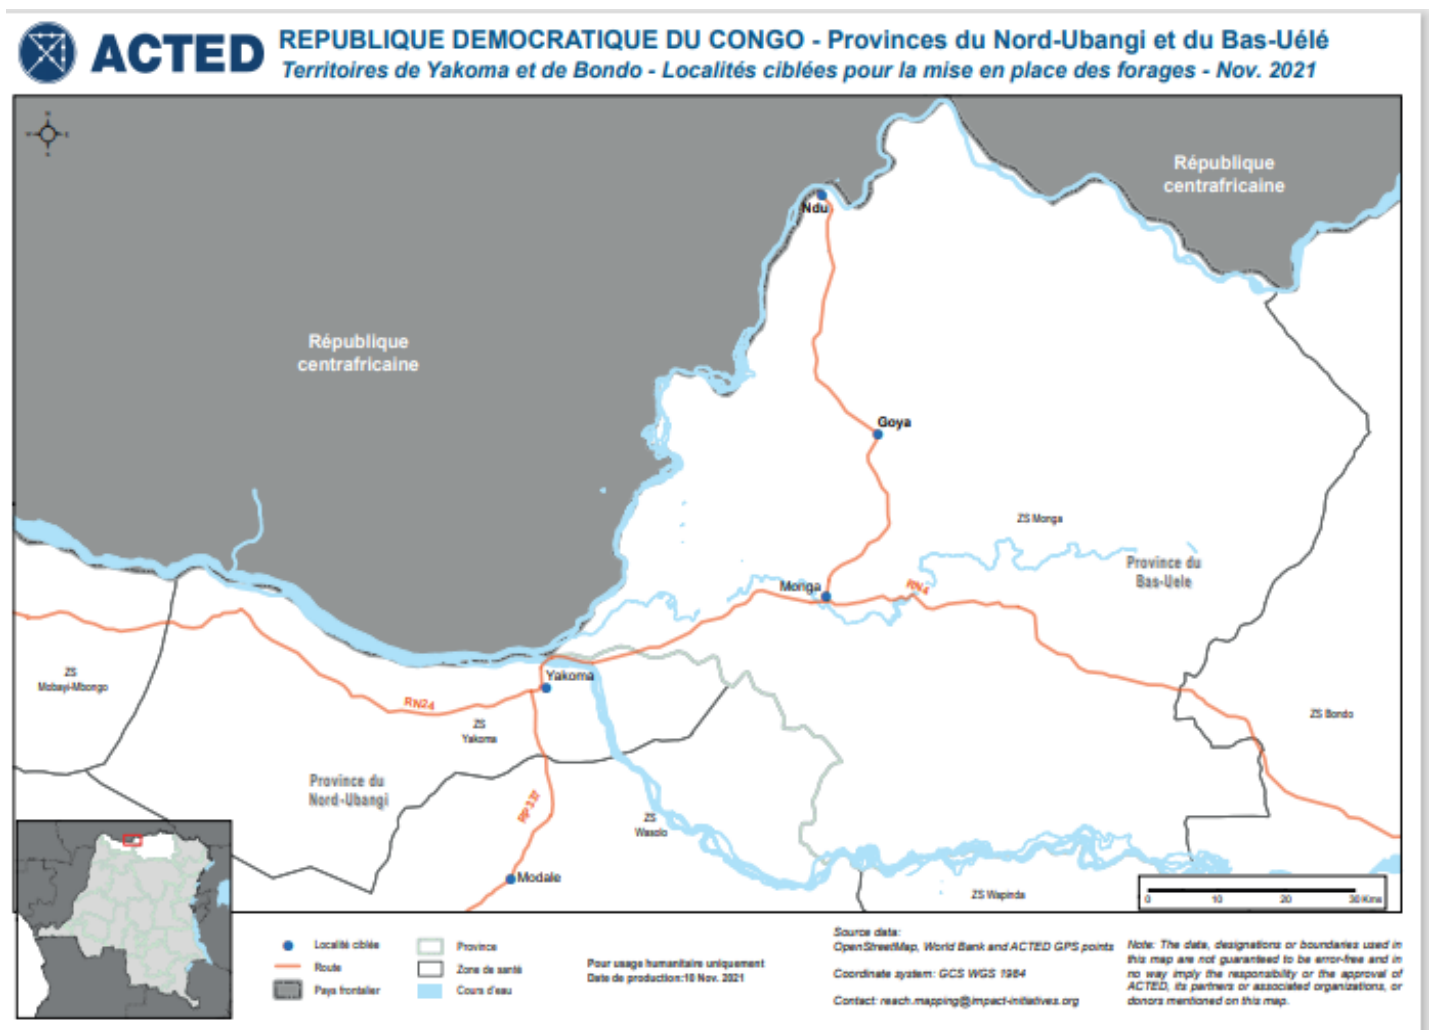 ACTED
REPUBLIQUE DEMOCRATIQUE DU CONGO - Provinces du Nord-Ubangi et du Bas-Uélé
Territoires de Yakoma et de Bondo - Localités ciblées pour la mise en place des forages - Nov. 2021
République
centrafricaine
Ndu
République
centrafricaine
Goya
ZS Monga
Province du
Bas-Uele
Monga
RN4
ZS
Mobayi-Mbongo
Yakoma
RN24
ZS
Yakoma
ZS Bondo
Province du
Nord-Ubangi
ZS
Wasolo
Modale
ZS Wapinda
0 10 20 30 Kms
Localité ciblée
Route
Pays frontalier
Province
Zone de santé
Cours d'eau
Pour usage humanitaire uniquement
Date de production:10 Nov. 2021
Source data:
OpenStreetMap, World Bank and ACTED GPS points
Coordinate system: GCS WGS 1984
Contact: reach.mapping@impact-initiatives.org
Note: The data, designations or boundaries used in
this map are not guaranteed to be error-free and in
no way imply the responsibility or the approval of
ACTED, its partners or associated organizations, or
donors mentioned on this map.